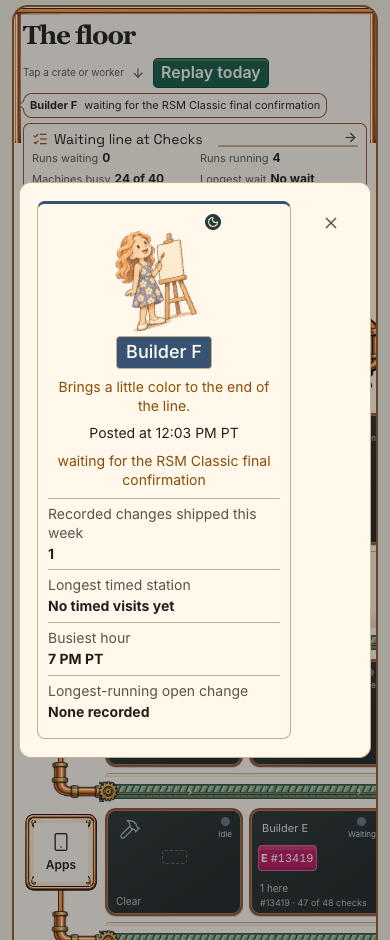 The floor
Tap a crate or worker ↓ Replay today
Builder F waiting for the RSM Classic final confirmation
Waiting line at Checks →
Runs waiting 0 Runs running 4
Machines busy 24 of 40 Longest wait No wait
Builder F
Brings a little color to the end of
the line.
Posted at 12:03 PM PT
waiting for the RSM Classic final
confirmation
Recorded changes shipped this
week
1
Longest timed station
No timed visits yet
Busiest hour
7 PM PT
Longest-running open change
None recorded
Apps
Idle
Clear
Builder E
Waiting
E #13419
1 here
#13419 · 47 of 48 checks